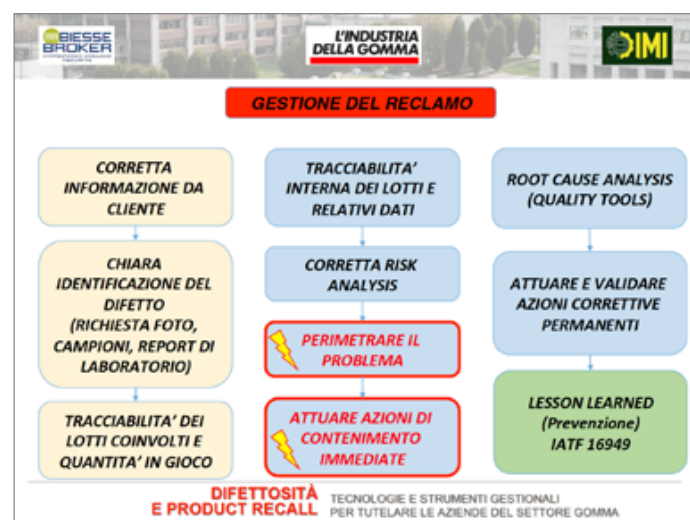 BIESSE
BROKER
L'INDUSTRIA
DELLA GOMMA
IMI
GESTIONE DEL RECLAMO
CORRETTA
INFORMAZIONE DA
CLIENTE
CHIARA
IDENTIFICAZIONE DEL
DIFETTO
(RICHIESTA FOTO,
CAMPIONI, REPORT DI
LABORATORIO)
TRACCIABILITA' DEI
LOTTI COINVOLTI E
QUANTITA' IN GIOCO
TRACCIABILITA'
INTERNA DEI LOTTI E
RELATIVI DATI
CORRETTA RISK
ANALYSIS
PERIMETRARE IL
PROBLEMA
ATTUARE AZIONI DI
CONTENIMENTO
IMMEDIATE
ROOT CAUSE ANALYSIS
(QUALITY TOOLS)
ATTUARE E VALIDARE
AZIONI CORRETTIVE
PERMANENTI
LESSON LEARNED
(Prevenzione)
IATF 16949
DIFETTOSITÀ
E PRODUCT RECALL
TECNOLOGIE E STRUMENTI GESTIONALI
PER TUTELARE LE AZIENDE DEL SETTORE GOMMA